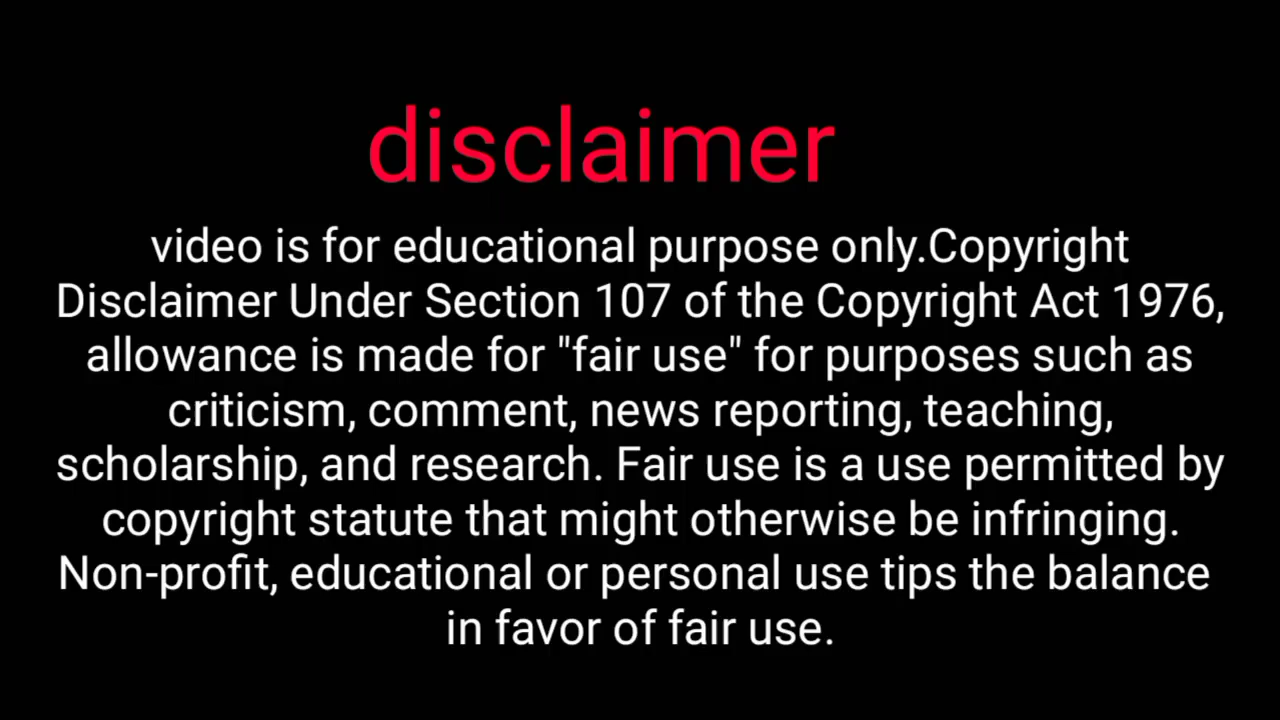 disclaimer
video is for educational purpose only.Copyright
Disclaimer Under Section 107 of the Copyright Act 1976,
allowance is made for "fair use" for purposes such as
criticism, comment, news reporting, teaching,
scholarship, and research. Fair use is a use permitted by
copyright statute that might otherwise be infringing.
Non-profit, educational or personal use tips the balance
in favor of fair use.